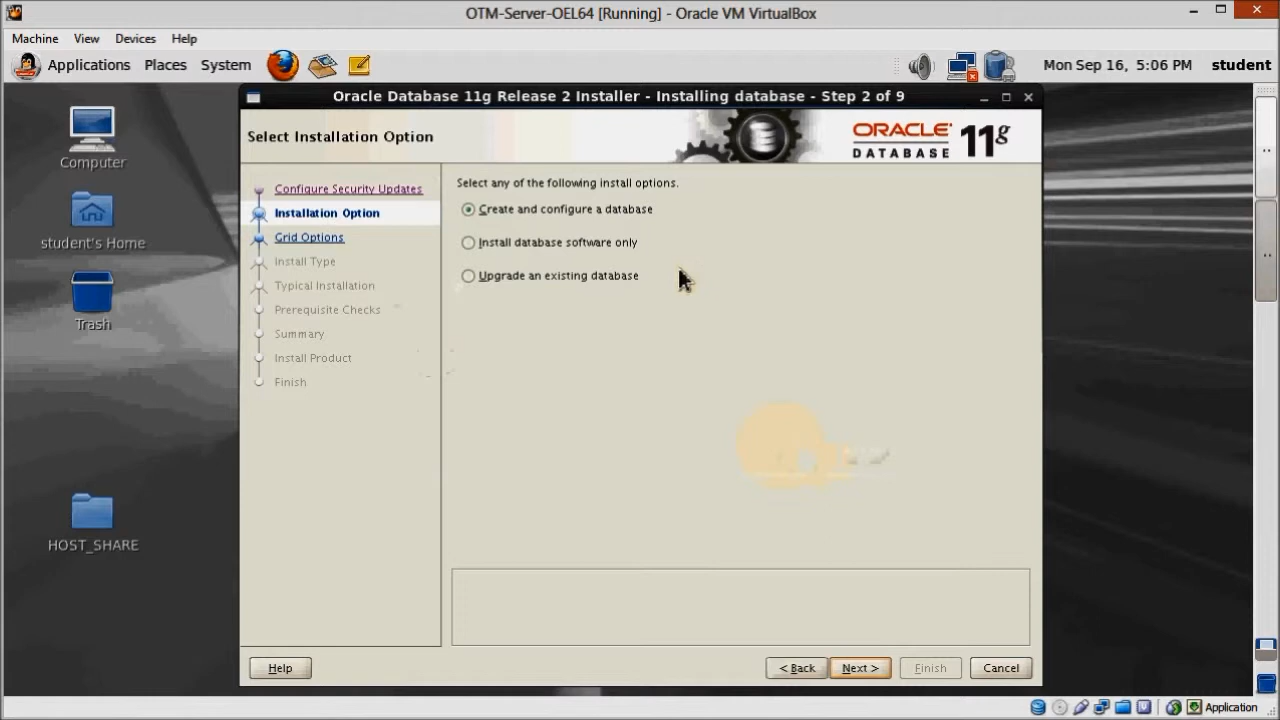 OTM-Server-OEL64 [Running] - Oracle VM VirtualBox
Machine View Devices Help
Applications Places System Mon Sep 16, 5:06 PM student
Oracle Database 11g Release 2 Installer - Installing database - Step 2 of 9
Select Installation Option
ORACLE
DATABASE 11g
Computer
student's Home
Trash
HOST_SHARE
Configure Security Updates
Installation Option
Grid Options
Install Type
Typical Installation
Prerequisite Checks
Summary
Install Product
Finish
Select any of the following install options.
Create and configure a database
Install database software only
Upgrade an existing database
Help < Back Next > Finish Cancel
Application